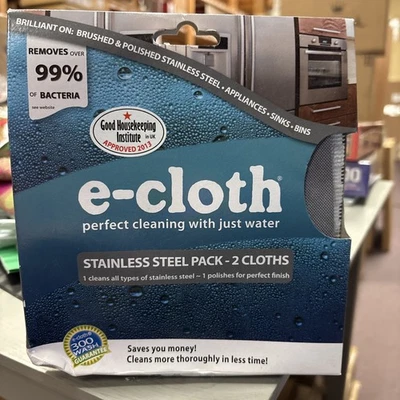 BRILLIANT ON: BRUSHED & POLISHED STAINLESS STEEL • APPLIANCES • SINKS • BINS
REMOVES OVER
99%
OF BACTERIA
see website
Good Housekeeping
Institute in UK
APPROVED 2013
e-cloth®
perfect cleaning with just water
STAINLESS STEEL PACK - 2 CLOTHS
1 cleans all types of stainless steel ~ 1 polishes for perfect finish
e-cloth
300
WASH
GUARANTEE
Saves you money!
Cleans more thoroughly in less time!